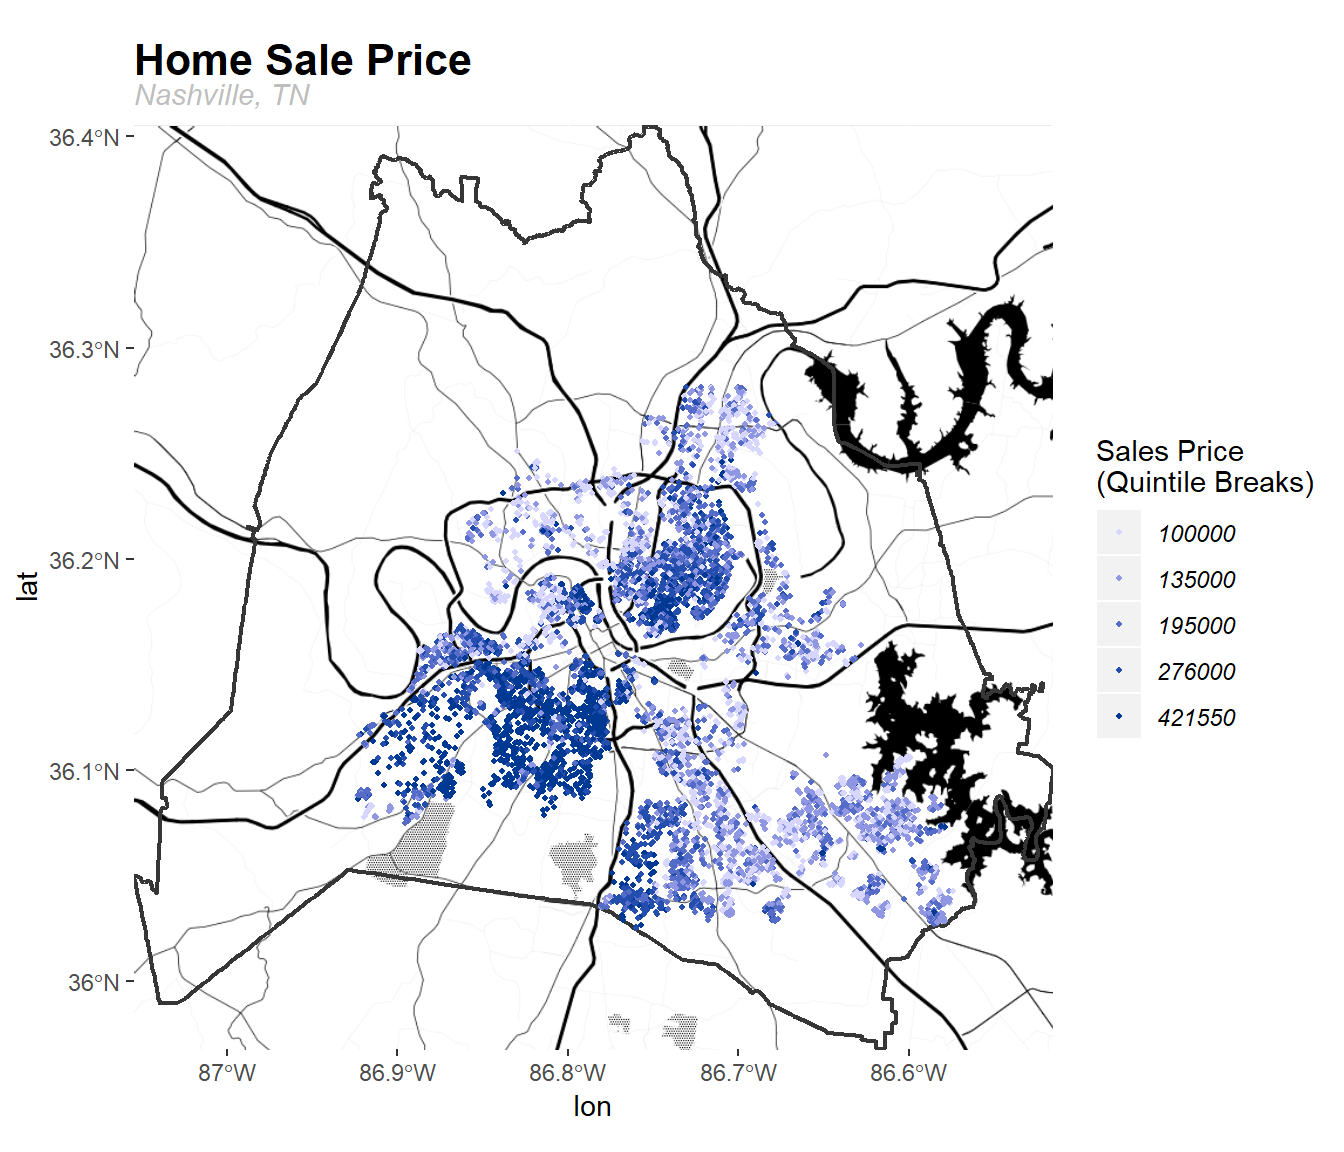 Home Sale Price
Nashville, TN
36.4°N
36.3°N
36.2°N
36.1°N
36°N
lat
87°W
86.9°W
86.8°W
86.7°W
86.6°W
lon
Sales Price
(Quintile Breaks)
100000
135000
195000
276000
421550